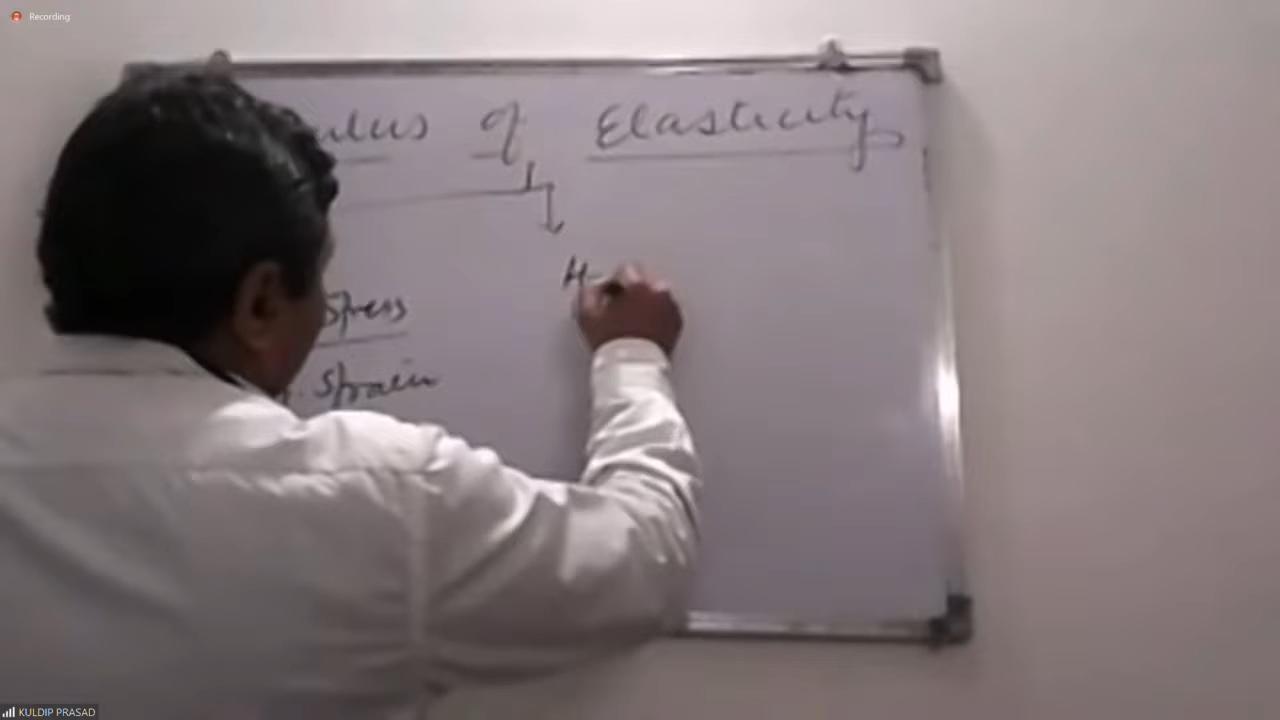 Recording
ulus of Elasticity
H
Stress
. Strain
KULDIP PRASAD